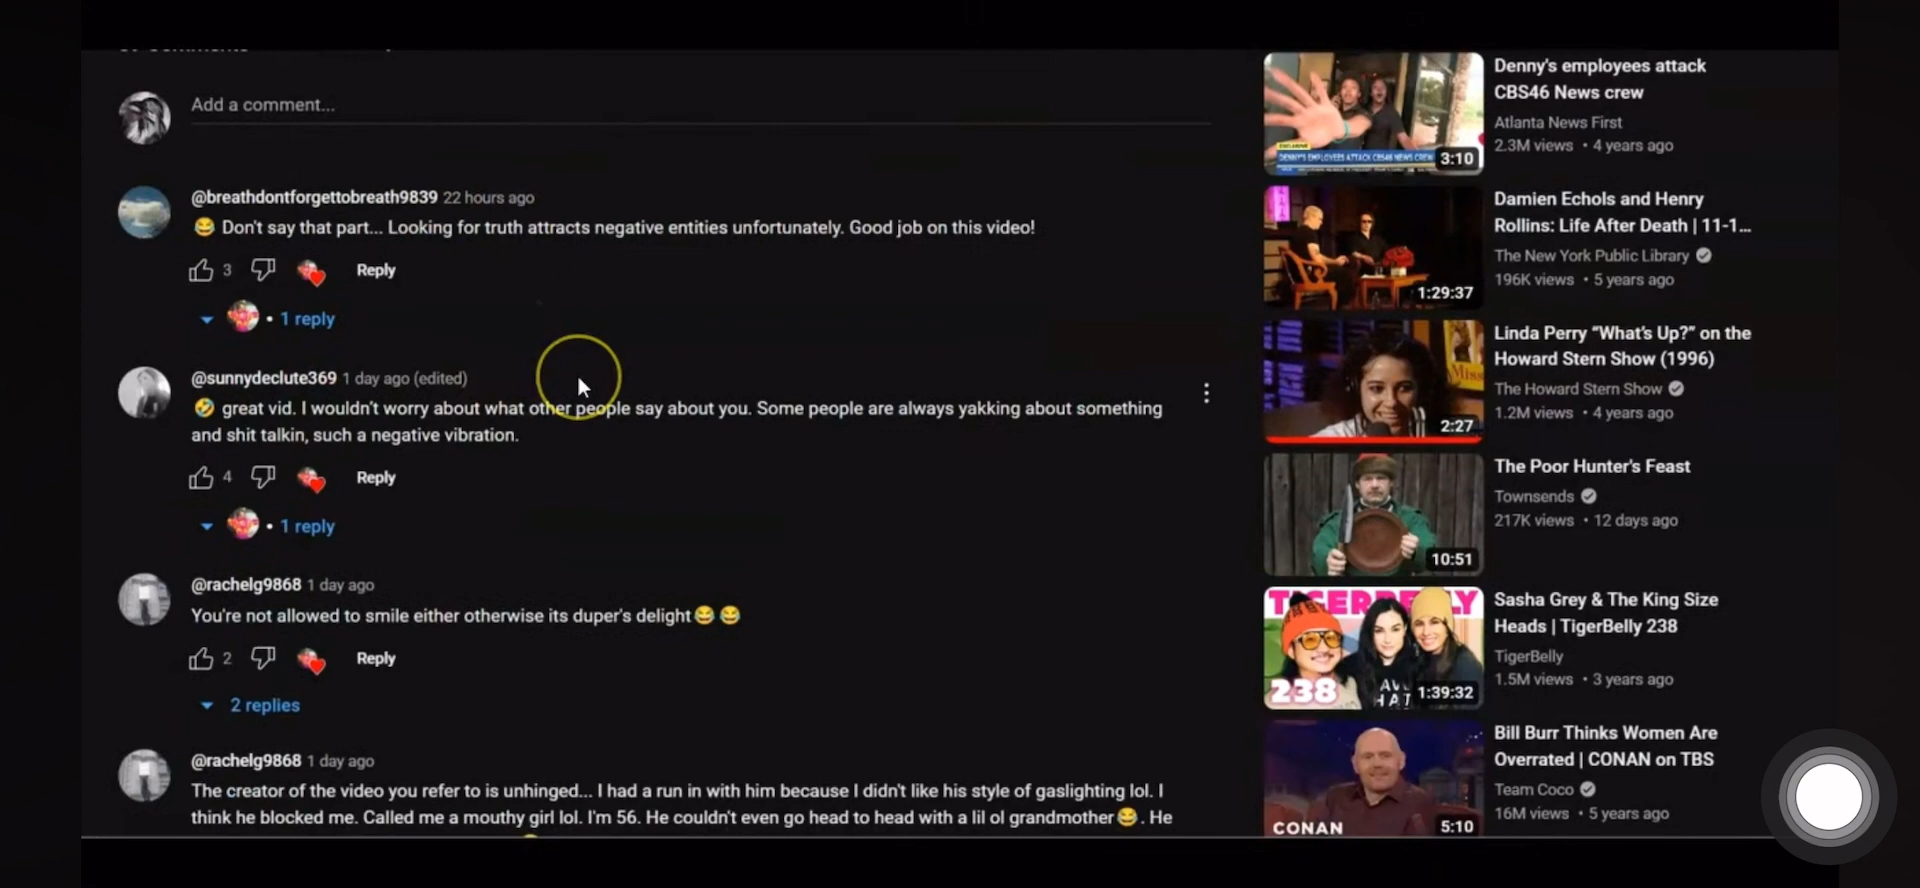 Add a comment...
@breathdontforgettobreath9839 22 hours ago
😂 Don't say that part... Looking for truth attracts negative entities unfortunately. Good job on this video!
3 Reply
• 1 reply
@sunnydeclute369 1 day ago (edited)
🤣 great vid. I wouldn't worry about what other people say about you. Some people are always yakking about something
and shit talkin, such a negative vibration.
4 Reply
• 1 reply
@rachelg9868 1 day ago
You're not allowed to smile either otherwise its duper's delight😂😂
2 Reply
2 replies
@rachelg9868 1 day ago
The creator of the video you refer to is unhinged... I had a run in with him because I didn't like his style of gaslighting lol. I
think he blocked me. Called me a mouthy girl lol. I'm 56. He couldn't even go head to head with a lil ol grandmother😂. He
DENNY'S EMPLOYEES ATTACK CBS46 NEWS CREW
3:10
Denny's employees attack
CBS46 News crew
Atlanta News First
2.3M views • 4 years ago
1:29:37
Damien Echols and Henry
Rollins: Life After Death | 11-1...
The New York Public Library
196K views • 5 years ago
Miss
2:27
Linda Perry “What's Up?” on the
Howard Stern Show (1996)
The Howard Stern Show
1.2M views • 4 years ago
10:51
The Poor Hunter's Feast
Townsends
217K views • 12 days ago
TIGERBELLY
238
1:39:32
Sasha Grey & The King Size
Heads | TigerBelly 238
TigerBelly
1.5M views • 3 years ago
CONAN
5:10
Bill Burr Thinks Women Are
Overrated | CONAN on TBS
Team Coco
16M views • 5 years ago